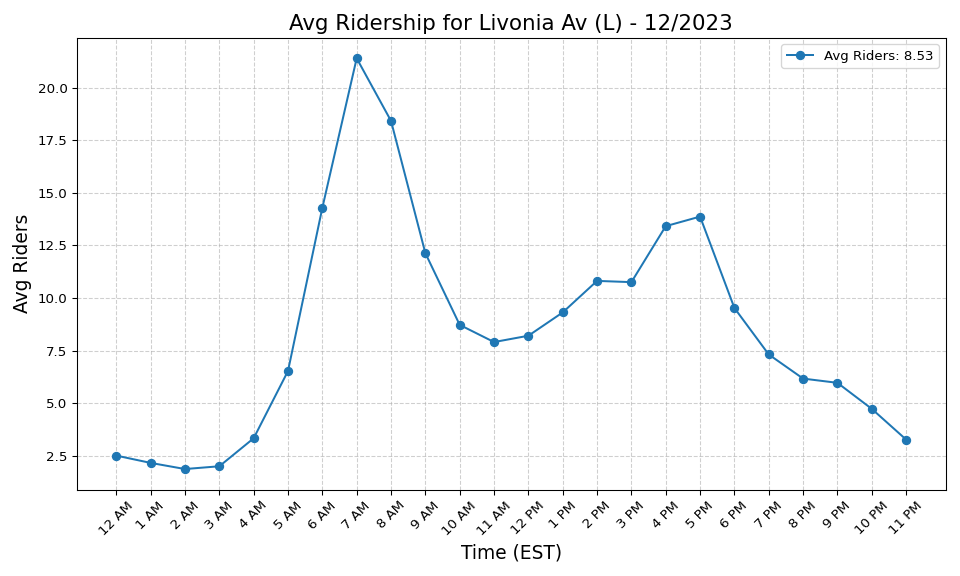 Avg Ridership for Livonia Av (L) - 12/2023
Avg Riders: 8.53
Avg Riders
20.0
17.5
15.0
12.5
10.0
7.5
5.0
2.5
12 AM
1 AM
2 AM
3 AM
4 AM
5 AM
6 AM
7 AM
8 AM
9 AM
10 AM
11 AM
12 PM
1 PM
2 PM
3 PM
4 PM
5 PM
6 PM
7 PM
8 PM
9 PM
10 PM
11 PM
Time (EST)